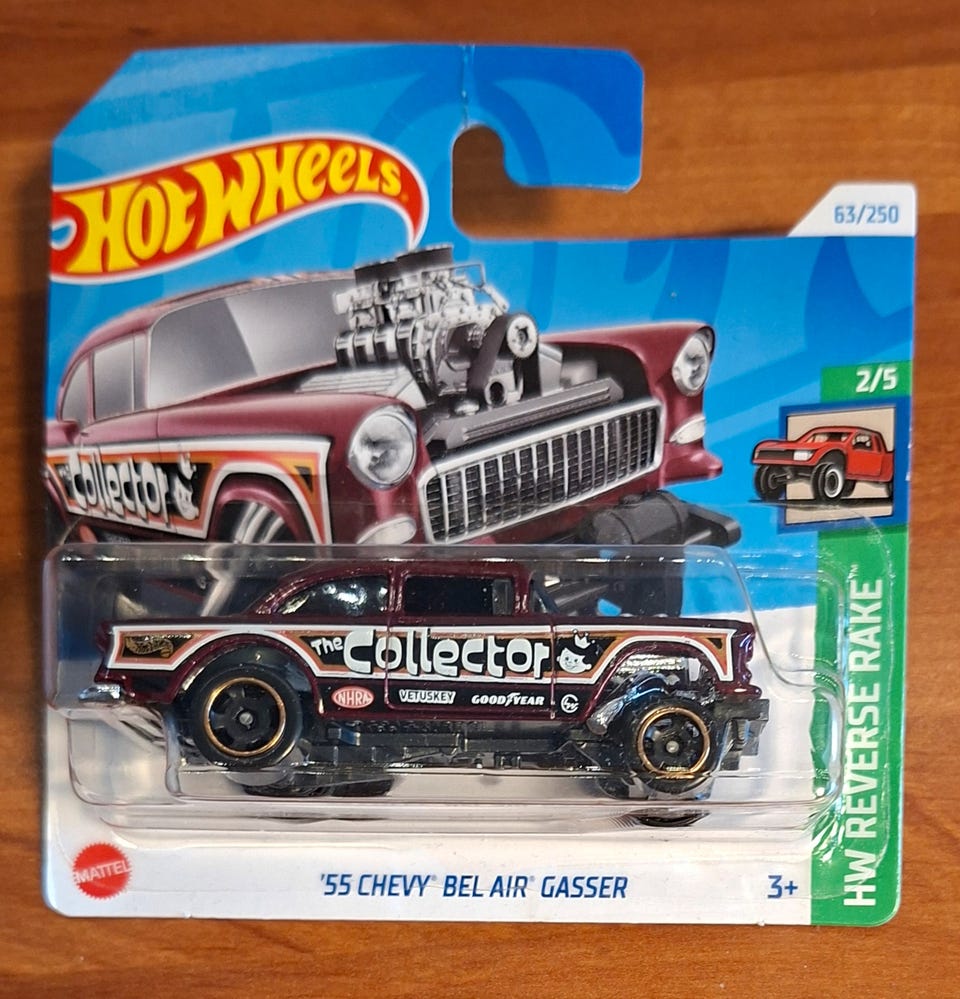 HOT WHEELS
63/250
2/5
The Collector
The Collector
NHRA
VETUSKEY
GOODYEAR
HW REVERSE RAKE™
MATTEL
'55 CHEVY® BEL AIR® GASSER
3+